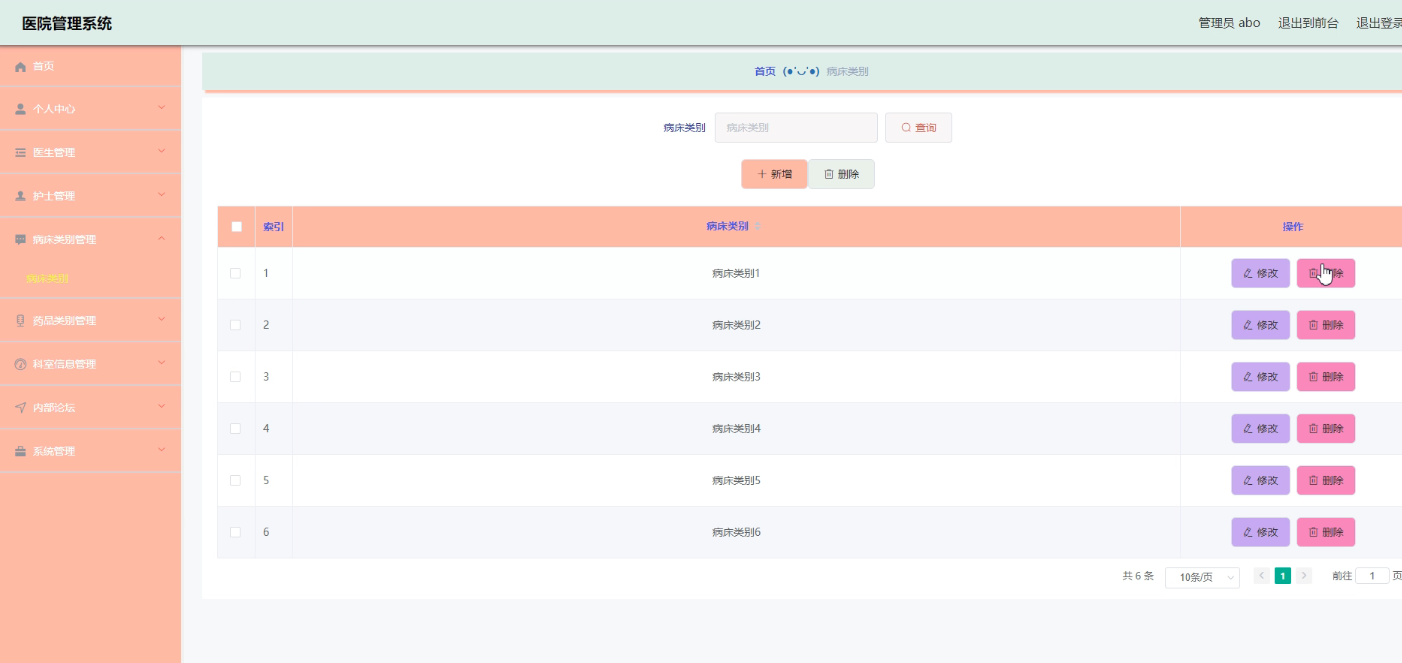 医院管理系统
管理员 abo 退出到前台 退出登录
首页
个人中心
医生管理
护士管理
病床类别管理
病床类别
药品类别管理
科室信息管理
内部论坛
系统管理
首页 (●'◡'●) 病床类别
病床类别 病床类别 查询
新增 删除
索引 病床类别 操作
1 病床类别1 修改 删除
2 病床类别2 修改 删除
3 病床类别3 修改 删除
4 病床类别4 修改 删除
5 病床类别5 修改 删除
6 病床类别6 修改 删除
共 6 条 10条/页 1 前往 1 页